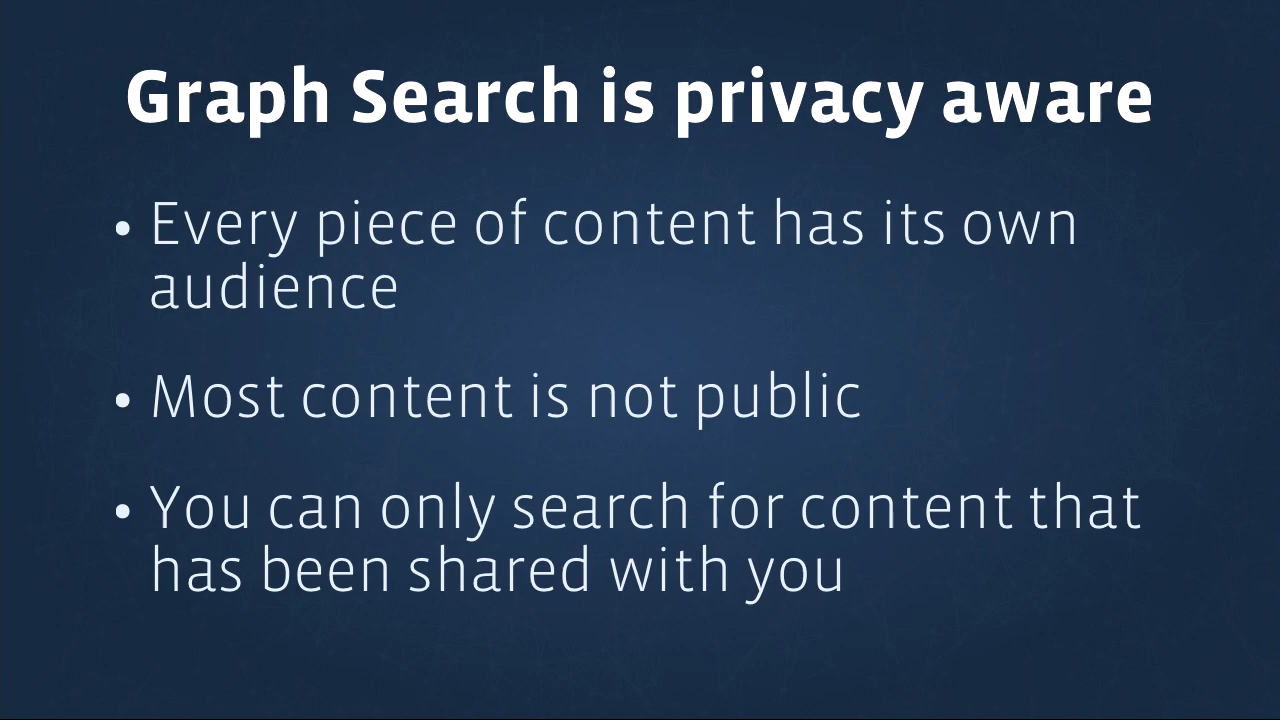 Graph Search is privacy aware
• Every piece of content has its own
audience
• Most content is not public
• You can only search for content that
has been shared with you